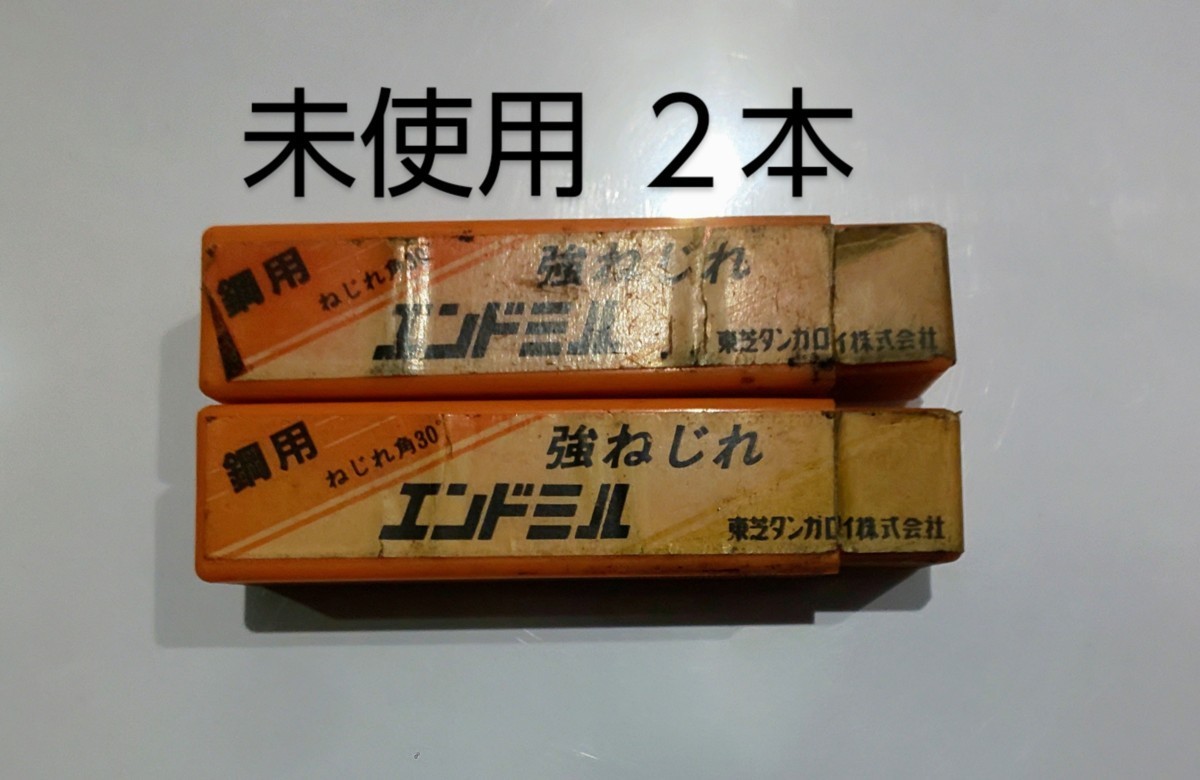 未使用 2本
鋼用
ねじれ角30°
強ねじれ
エンドミル
東芝タンガロイ株式会社
鋼用
ねじれ角30°
強ねじれ
エンドミル
東芝タンガロイ株式会社